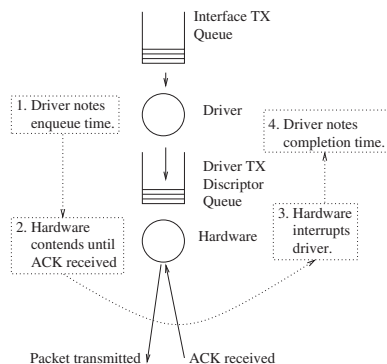 Interface TX
Queue
1. Driver notes
enqueue time.
Driver
4. Driver notes
completion time.
Driver TX
Discriptor
Queue
2. Hardware
contends until
ACK received
Hardware
3. Hardware
interrupts
driver.
Packet transmitted
ACK received